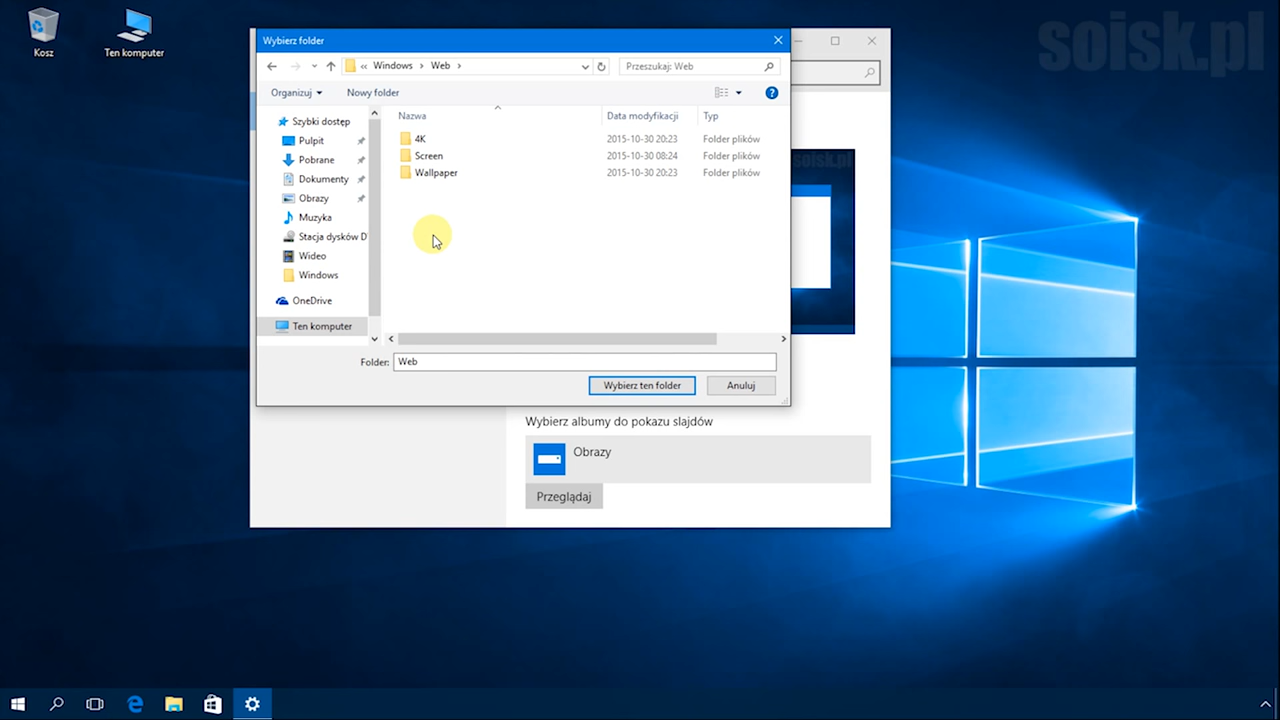 soisk.pl
Kosz
Ten komputer
Wybierz folder
« Windows › Web ›
Przeszukaj: Web
Organizuj
Nowy folder
Nazwa
Data modyfikacji
Typ
4K 2015-10-30 20:23 Folder plików
Screen 2015-10-30 08:24 Folder plików
Wallpaper 2015-10-30 20:23 Folder plików
Szybki dostęp
Pulpit
Pobrane
Dokumenty
Obrazy
Muzyka
Stacja dysków D
Wideo
Windows
OneDrive
Ten komputer
Folder: Web
Wybierz ten folder
Anuluj
soisk.pl
Wybierz albumy do pokazu slajdów
Obrazy
Przeglądaj